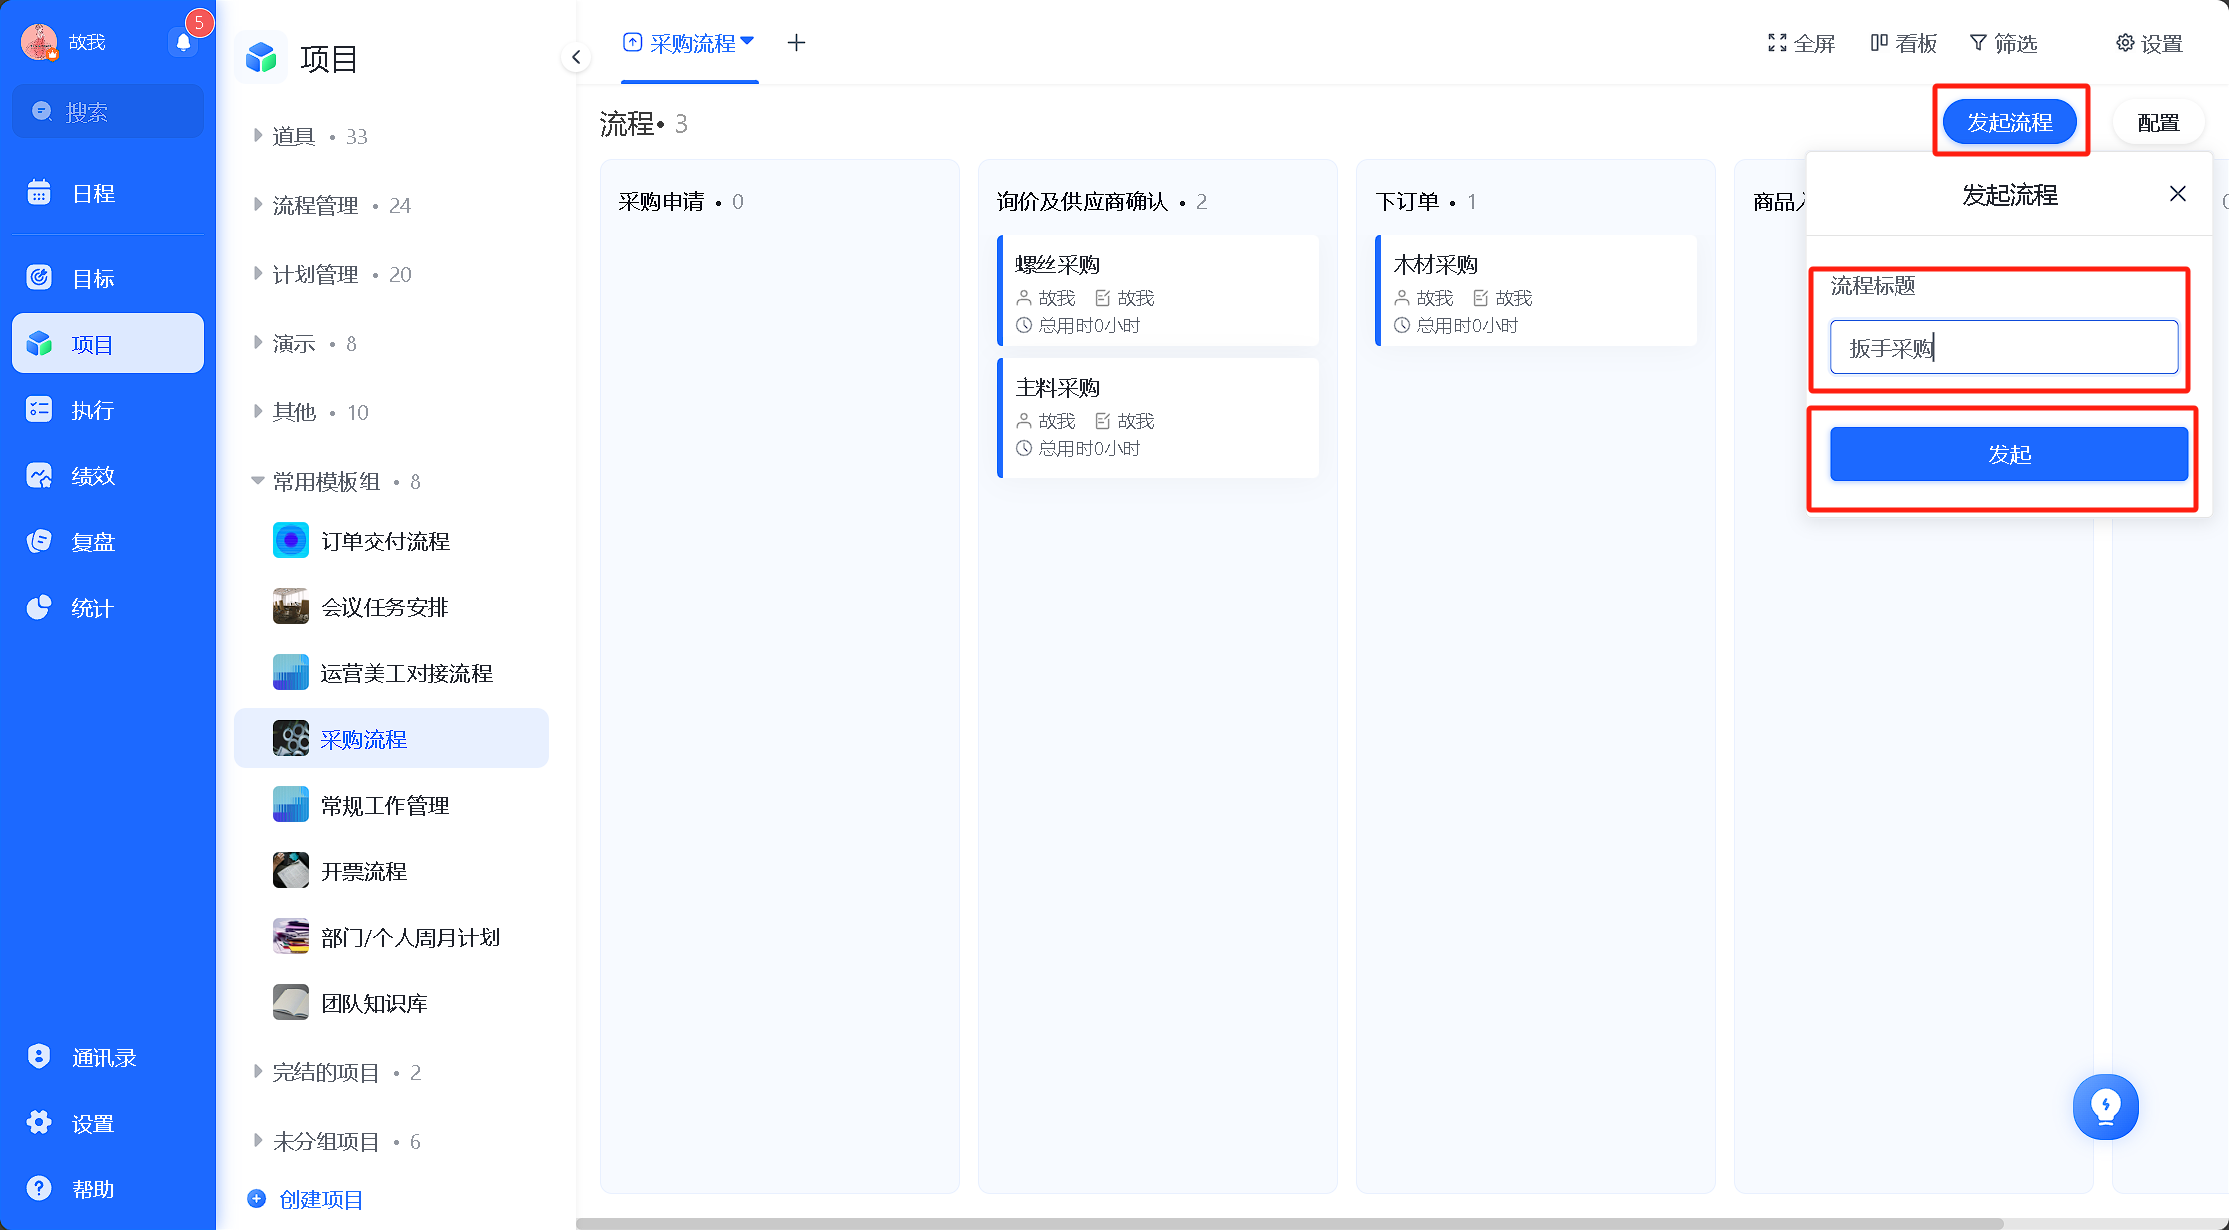 故我
5
搜索
日程
目标
项目
执行
绩效
复盘
统计
通讯录
设置
帮助
项目
道具 • 33
流程管理 • 24
计划管理 • 20
演示 • 8
其他 • 10
常用模板组 • 8
订单交付流程
会议任务安排
运营美工对接流程
采购流程
常规工作管理
开票流程
部门/个人周月计划
团队知识库
完结的项目 • 2
未分组项目 • 6
创建项目
采购流程
全屏
看板
筛选
设置
流程• 3
发起流程
配置
采购申请 • 0
询价及供应商确认 • 2
螺丝采购
故我 故我
总用时0小时
主料采购
故我 故我
总用时0小时
下订单 • 1
木材采购
故我 故我
总用时0小时
商品
发起流程
流程标题
扳手采购
发起